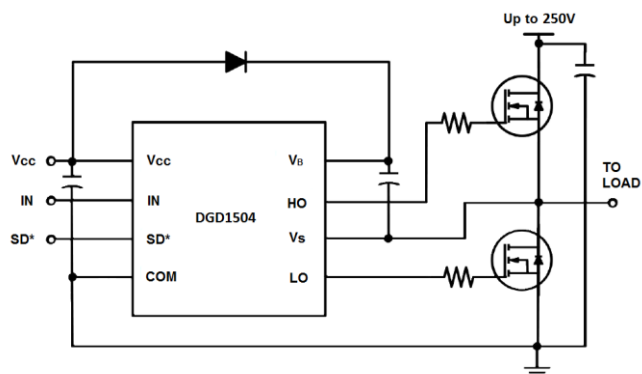 Up to 250V
Vcc
IN
SD*
Vcc
IN
SD*
COM
DGD1504
VB
HO
Vs
LO
TO
LOAD